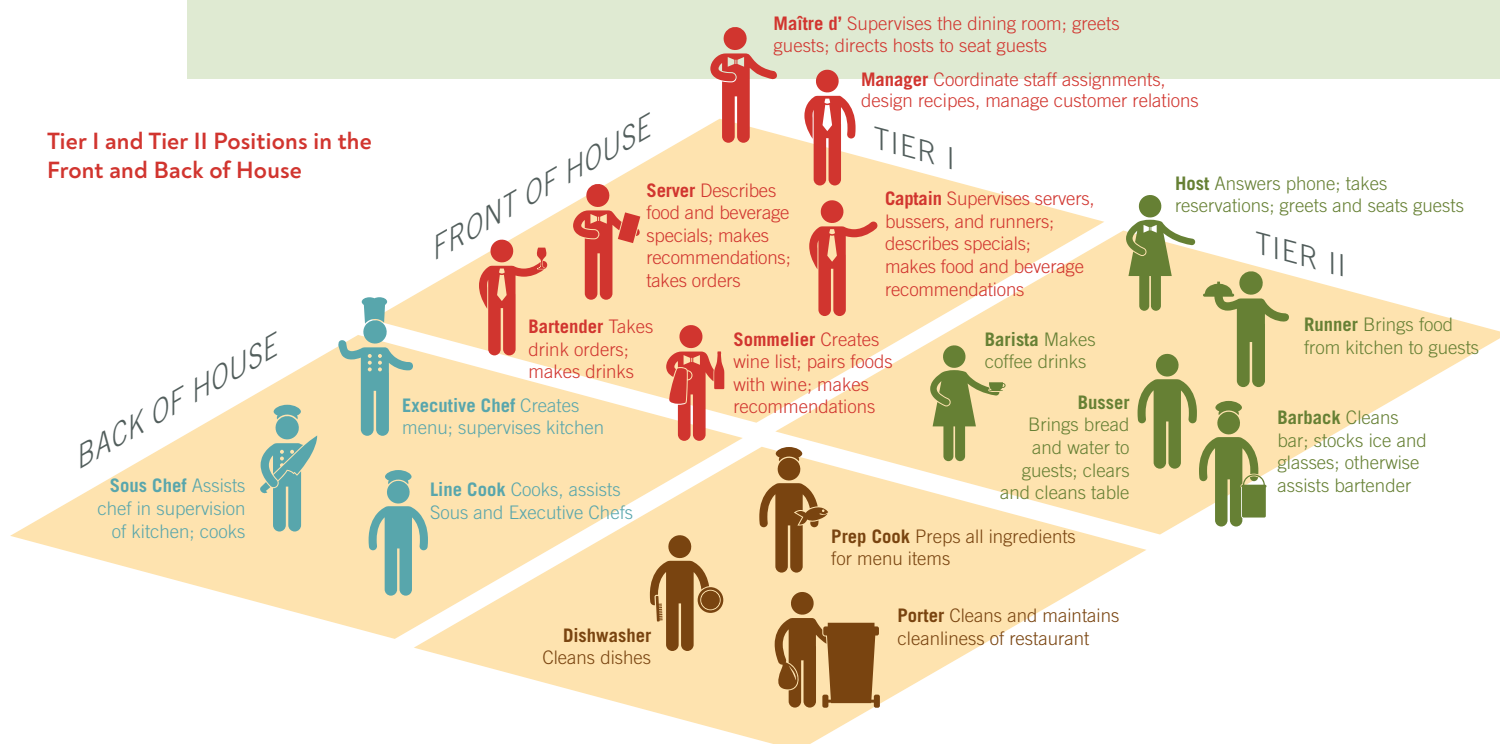 Maître d’ Supervises the dining room; greets
guests; directs hosts to seat guests
Manager Coordinate staff assignments,
design recipes, manage customer relations
Tier I and Tier II Positions in the
Front and Back of House
FRONT OF HOUSE
TIER I
Server Describes
food and beverage
specials; makes
recommendations;
takes orders
Captain Supervises servers,
bussers, and runners;
describes specials;
makes food and beverage
recommendations
Host Answers phone; takes
reservations; greets and seats guests
TIER II
Bartender Takes
drink orders;
makes drinks
Sommelier Creates
wine list; pairs foods
with wine; makes
recommendations
Barista Makes
coffee drinks
Runner Brings food
from kitchen to guests
Busser
Brings bread
and water to
guests; clears
and cleans table
Barback Cleans
bar; stocks ice and
glasses; otherwise
assists bartender
BACK OF HOUSE
Executive Chef Creates
menu; supervises kitchen
Sous Chef Assists
chef in supervision
of kitchen; cooks
Line Cook Cooks, assists
Sous and Executive Chefs
Prep Cook Preps all ingredients
for menu items
Dishwasher
Cleans dishes
Porter Cleans and maintains
cleanliness of restaurant